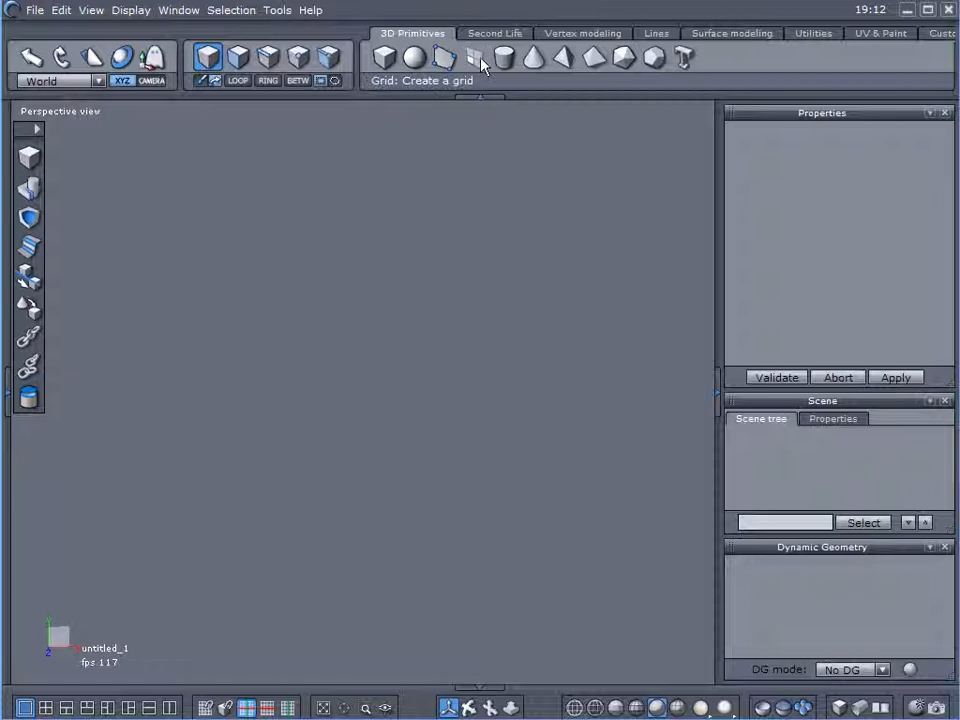 File Edit View Display Window Selection Tools Help 19:12
3D Primitives Second Life Vertex modeling Lines Surface modeling Utilities UV & Paint Custo
World XYZ CAMERA LOOP RING BETW Grid: Create a grid
Perspective view
Properties
Validate Abort Apply
Scene
Scene tree Properties
Select
Dynamic Geometry
Y
Z
untitled_1
fps 117
DG mode: No DG